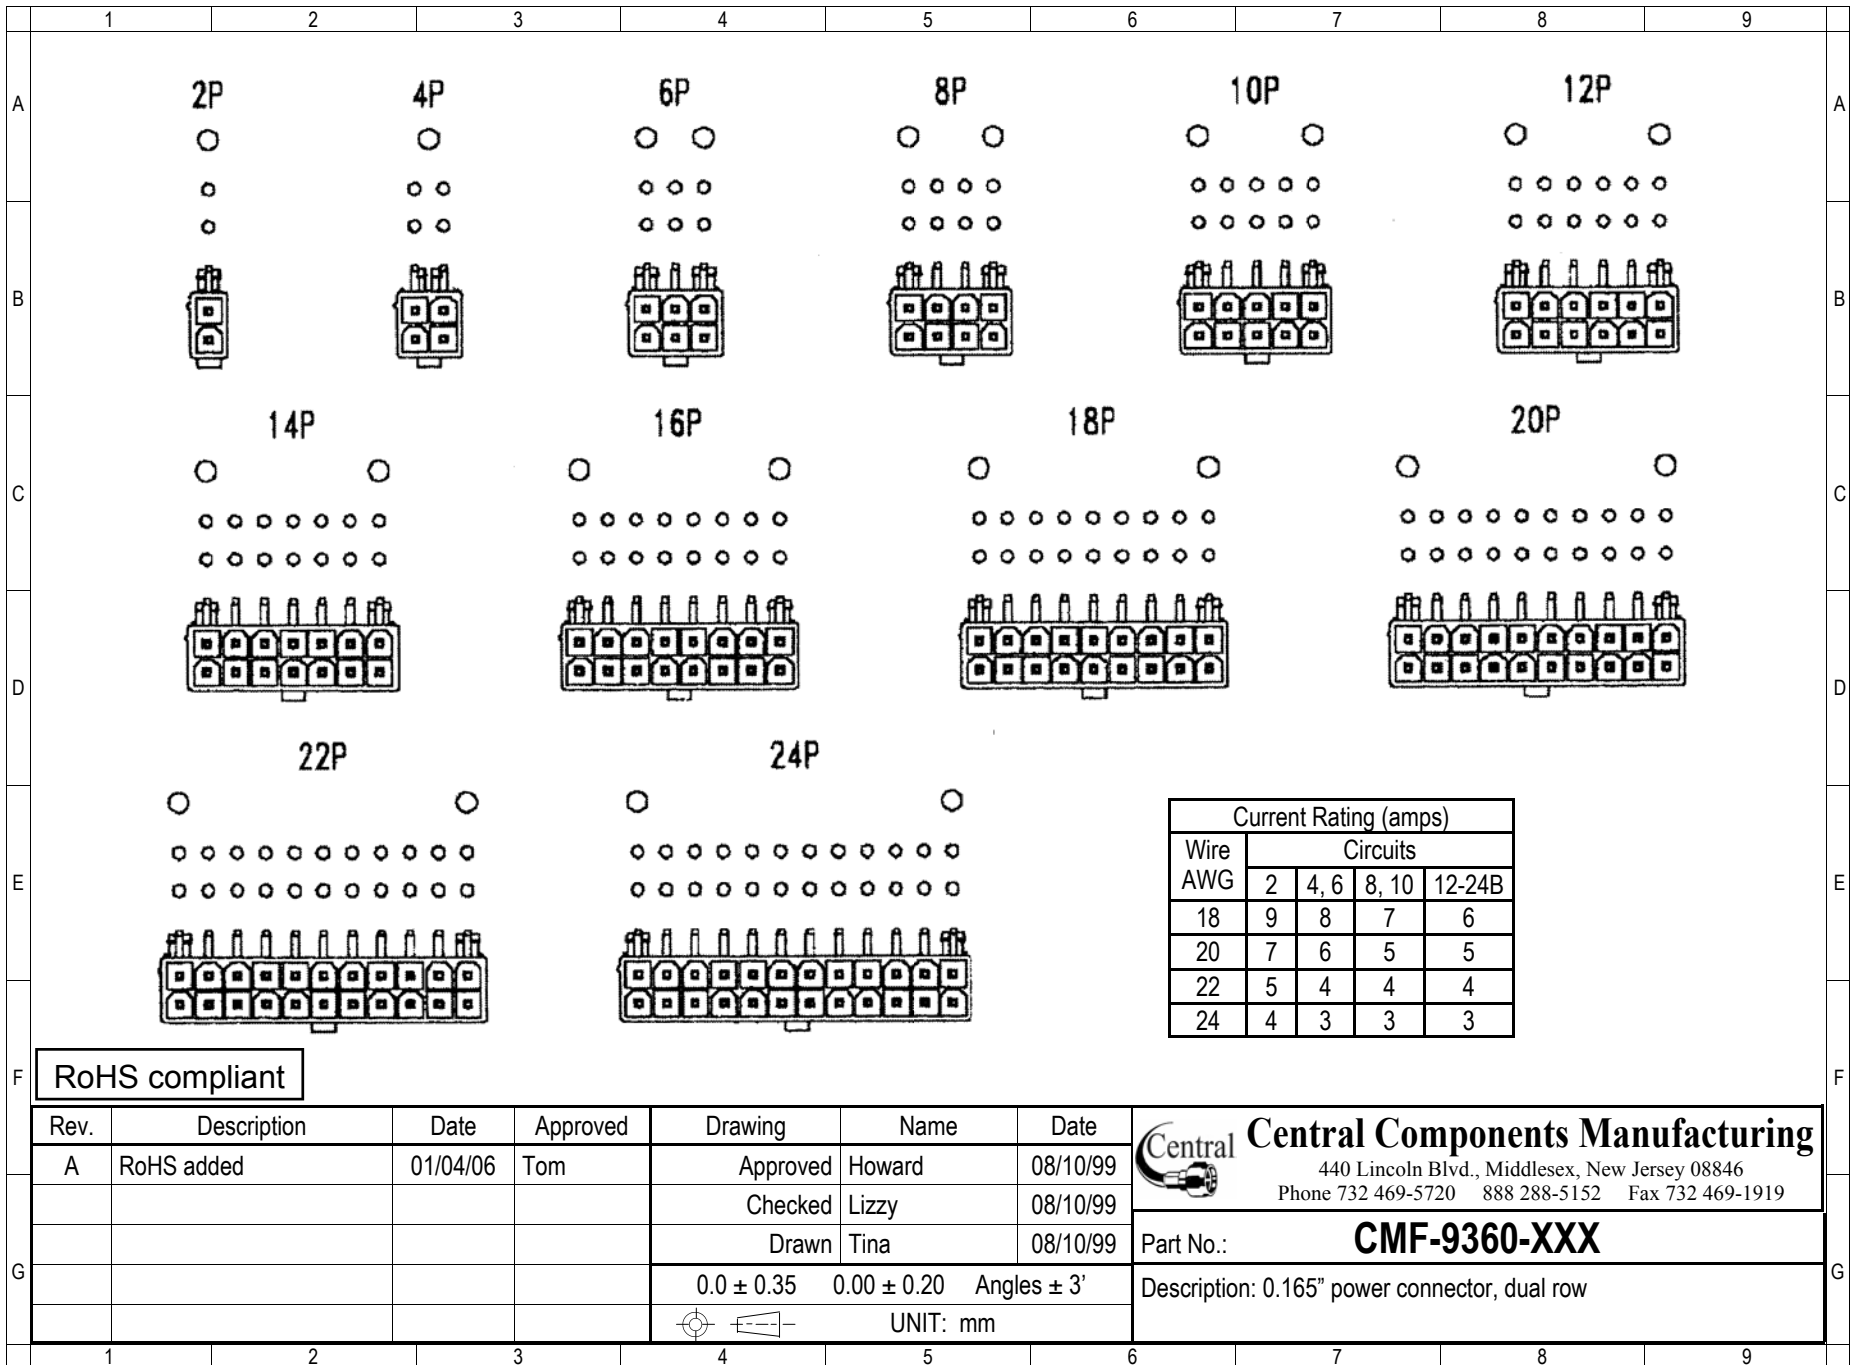 1 2 3 4 5 6 7 8 9
A A
2P 4P 6P 8P 10P 12P
B B
14P 16P 18P 20P
C C
D D
22P 24P
E E
Current Rating (amps)
Wire AWG Circuits
2 4, 6 8, 10 12-24B
18 9 8 7 6
20 7 6 5 5
22 5 4 4 4
24 4 3 3 3
F F
RoHS compliant
Rev. Description Date Approved
A RoHS added 01/04/06 Tom
Drawing Name Date
Approved Howard 08/10/99
Checked Lizzy 08/10/99
Drawn Tina 08/10/99
0.0 ± 0.35 0.00 ± 0.20 Angles ± 3’
UNIT: mm
Central
Central Components Manufacturing
440 Lincoln Blvd., Middlesex, New Jersey 08846
Phone 732 469-5720 888 288-5152 Fax 732 469-1919
Part No.: CMF-9360-XXX
Description: 0.165” power connector, dual row
G G
1 2 3 4 5 6 7 8 9